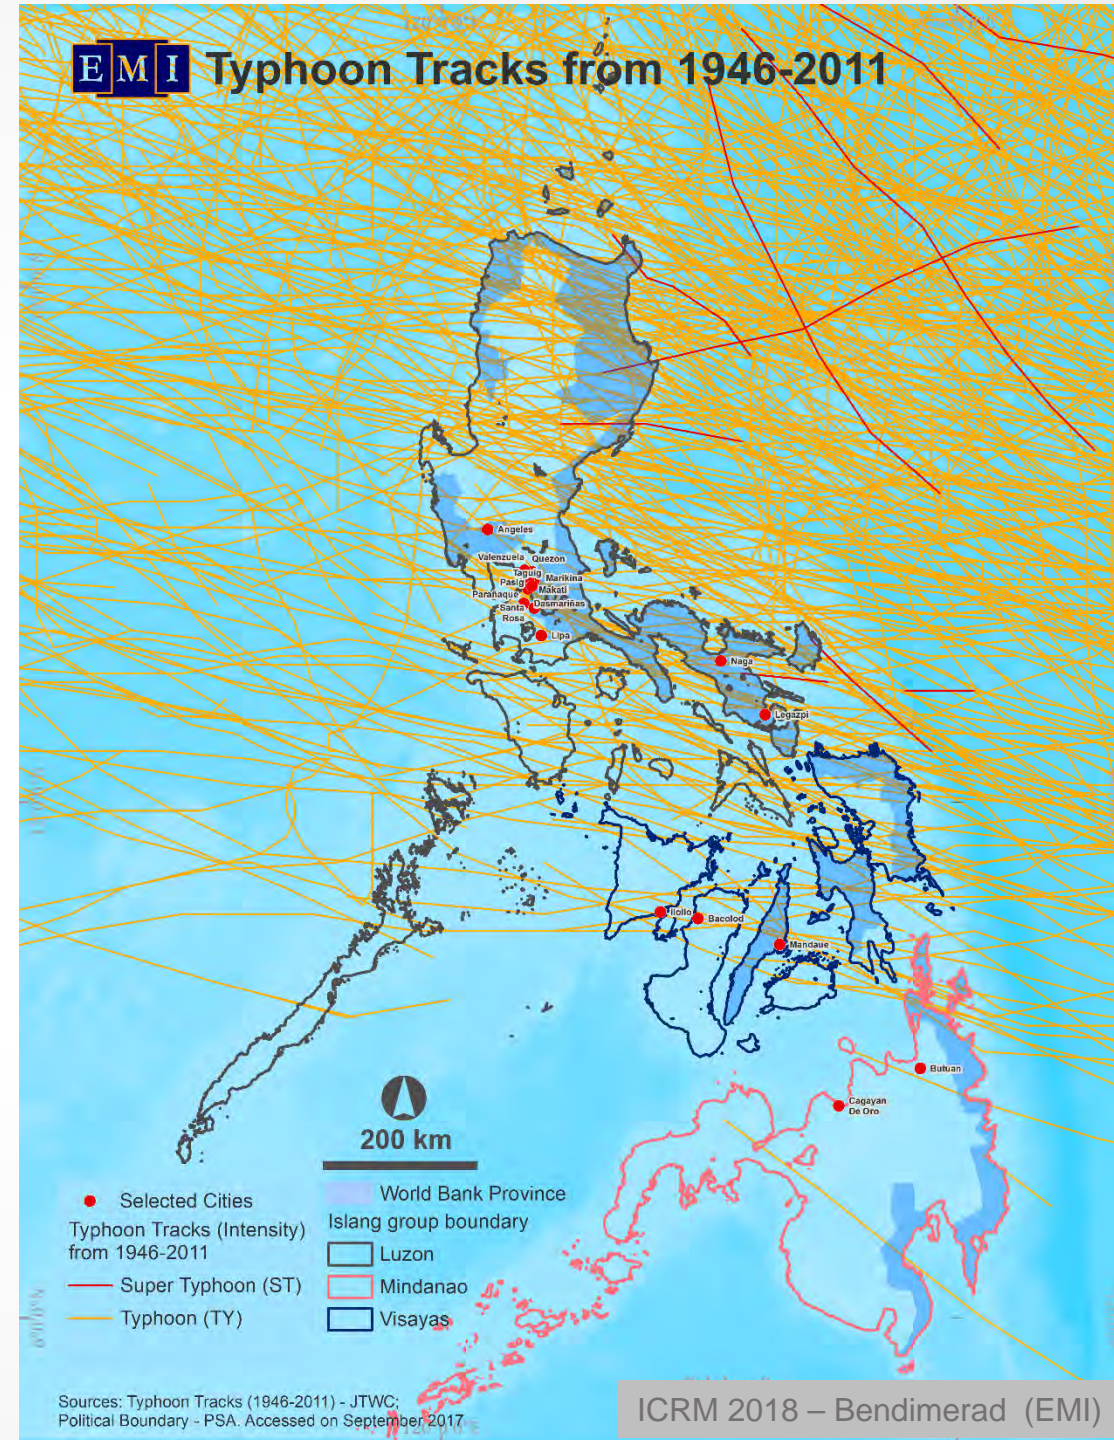 EMI Typhoon Tracks from 1946-2011
Angeles
Valenzuela Quezon
Taguig
Pasig Marikina
Makati
Parañaque
Dasmariñas
Santa
Rosa
Lipa
Naga
Legazpi
Iloilo
Bacolod
Mandaue
Butuan
Cagayan
De Oro
200 km
Selected Cities
Typhoon Tracks (Intensity)
from 1946-2011
Super Typhoon (ST)
Typhoon (TY)
World Bank Province
Islang group boundary
Luzon
Mindanao
Visayas
Sources: Typhoon Tracks (1946-2011) - JTWC;
Political Boundary - PSA. Accessed on September 2017
ICRM 2018 – Bendimerad (EMI)